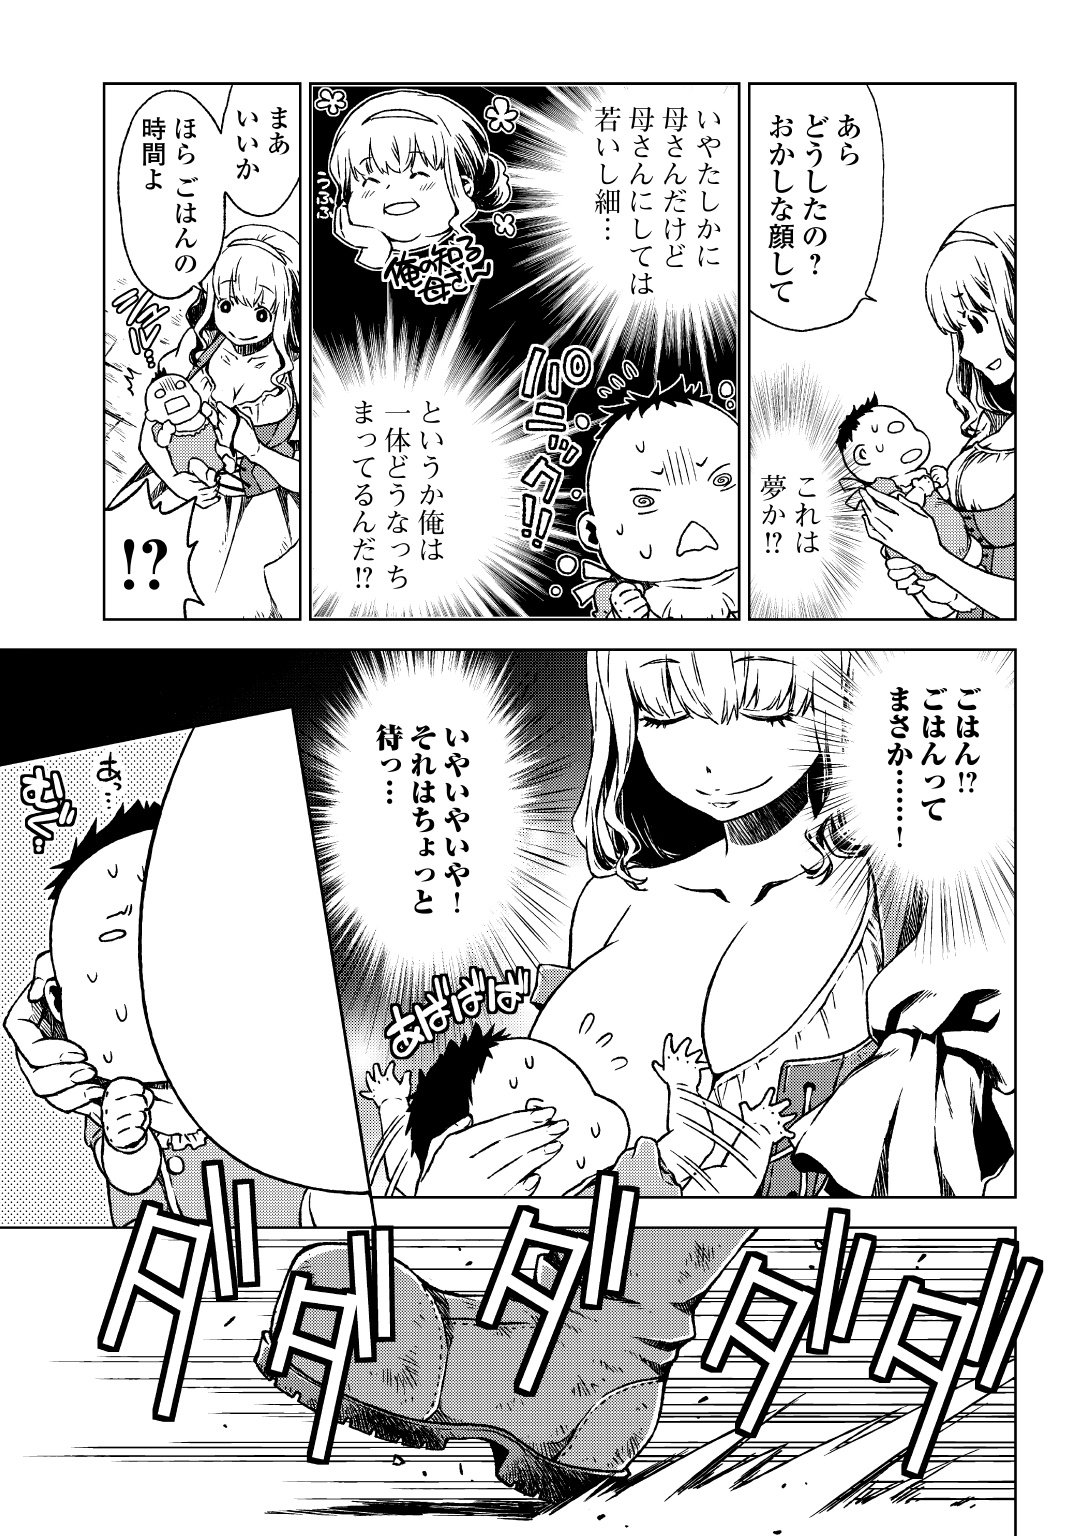 あら
どうしたの？
おかしな顔して
これは
夢か!?
いやたしかに
母さんだけど
母さんにしては
若いし細…
うふふ
俺の知る
母さん
パニック!!
というか俺は
一体どうなっち
まってるんだ!?
まあ
いいか
ほら ごはんの
時間よ
!?
ごはん!?
ごはんって
まさか……！
いやいやいや！
それはちょっと
待っ…
あばばばば
あっ…
むぐ…
ダダダダダ